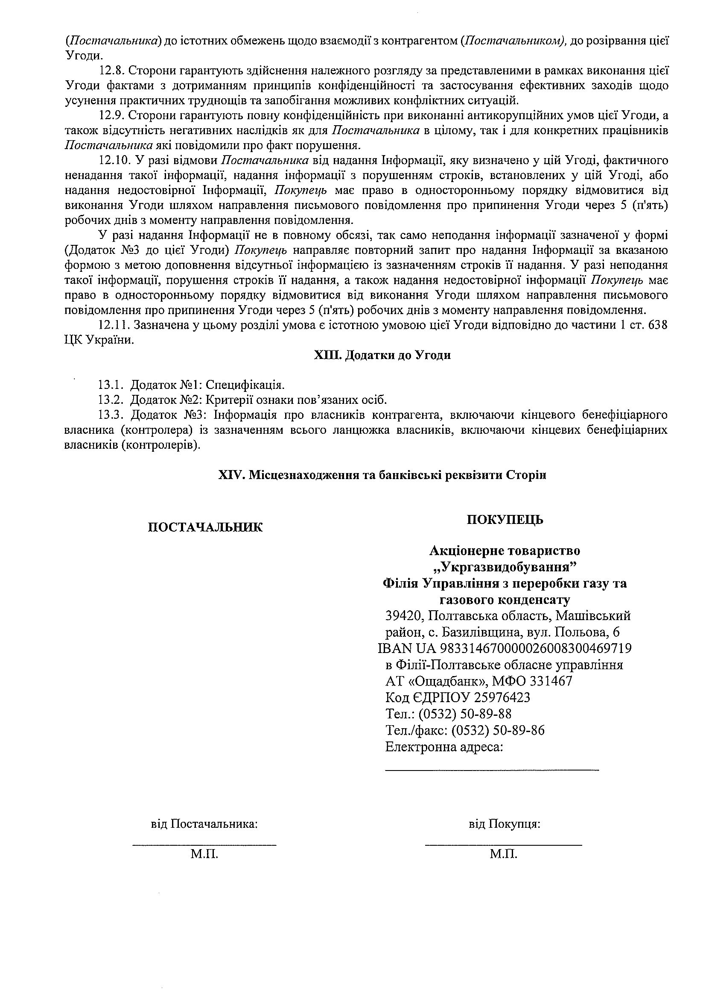 (Постачальника) до істотних обмежень щодо взаємодії з контрагентом (Постачальником), до розірвання цієї
Угоди.
12.8. Сторони гарантують здійснення належного розгляду за представленими в рамках виконання цієї
Угоди фактами з дотриманням принципів конфіденційності та застосування ефективних заходів щодо
усунення практичних труднощів та запобігання можливих конфліктних ситуацій.
12.9. Сторони гарантують повну конфіденційність при виконанні антикорупційних умов цієї Угоди, а
також відсутність негативних наслідків як для Постачальника в цілому, так і для конкретних працівників
Постачальника які повідомили про факт порушення.
12.10. У разі відмови Постачальника від надання Інформації, яку визначено у цій Угоді, фактичного
ненадання такої інформації, надання інформації з порушенням строків, встановлених у цій Угоді, або
надання недостовірної Інформації, Покупець має право в односторонньому порядку відмовитися від
виконання Угоди шляхом направлення письмового повідомлення про припинення Угоди через 5 (п'ять)
робочих днів з моменту направлення повідомлення.
У разі надання Інформації не в повному обсязі, так само неподання інформації зазначеної у формі
(Додаток №3 до цієї Угоди) Покупець направляє повторний запит про надання Інформації за вказаною
формою з метою доповнення відсутньої інформацією із зазначенням строків її надання. У разі неподання
такої інформації, порушення строків її надання, а також надання недостовірної інформації Покупець має
право в односторонньому порядку відмовитися від виконання Угоди шляхом направлення письмового
повідомлення про припинення Угоди через 5 (п'ять) робочих днів з моменту направлення повідомлення.
12.11. Зазначена у цьому розділі умова є істотною умовою цієї Угоди відповідно до частини 1 ст. 638
ЦК України.
XIII. Додатки до Угоди
13.1. Додаток №1: Специфікація.
13.2. Додаток №2: Критерії ознаки пов’язаних осіб.
13.3. Додаток №3: Інформація про власників контрагента, включаючи кінцевого бенефіціарного
власника (контролера) із зазначенням всього ланцюжка власників, включаючи кінцевих бенефіціарних
власників (контролерів).
XIV. Місцезнаходження та банківські реквізити Сторін
ПОСТАЧАЛЬНИК
ПОКУПЕЦЬ
Акціонерне товариство
„Укргазвидобування”
Філія Управління з переробки газу та
газового конденсату
39420, Полтавська область, Машівський
район, с. Базилівщина, вул. Польова, 6
IBAN UA 983314670000026008300469719
в Філії-Полтавське обласне управління
АТ «Ощадбанк», МФО 331467
Код ЄДРПОУ 25976423
Тел.: (0532) 50-89-88
Тел./факс: (0532) 50-89-86
Електронна адреса:
від Постачальника:
від Покупця:
М.П.
М.П.